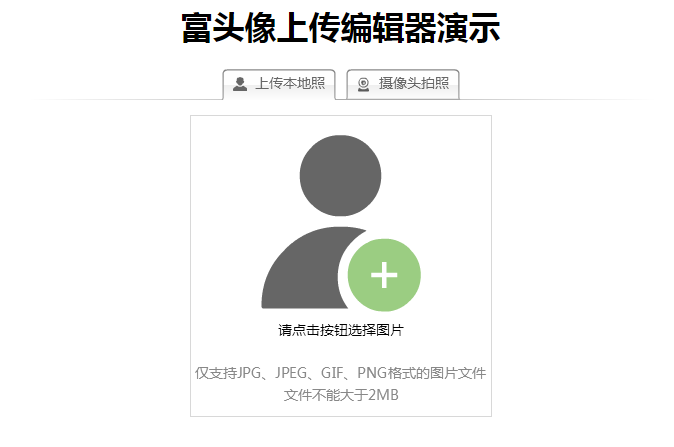 富头像上传编辑器演示
上传本地照 摄像头拍照
请点击按钮选择图片
仅支持JPG、JPEG、GIF、PNG格式的图片文件
文件不能大于2MB